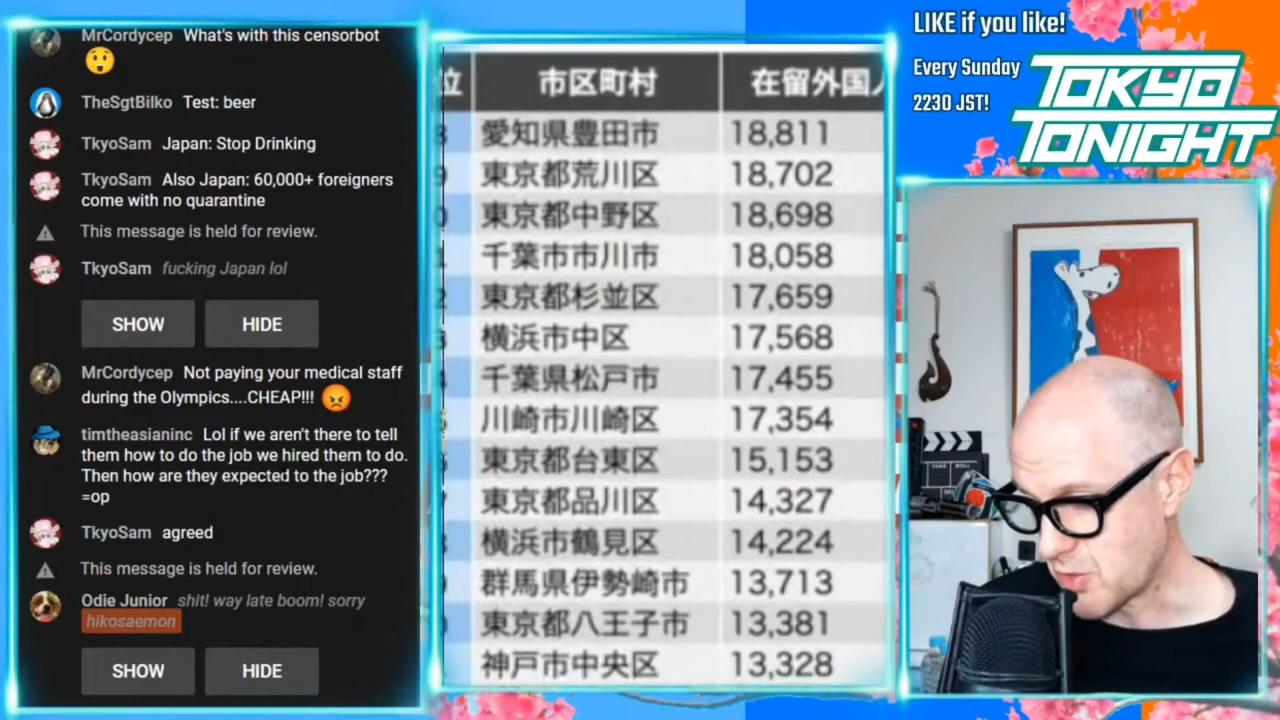 MrCordycep What's with this censorbot
TheSgtBilko Test: beer
TkyoSam Japan: Stop Drinking
TkyoSam Also Japan: 60,000+ foreigners
come with no quarantine
This message is held for review.
TkyoSam fucking Japan lol
SHOW HIDE
MrCordycep Not paying your medical staff
during the Olympics....CHEAP!!!
timtheasianinc Lol if we aren't there to tell
them how to do the job we hired them to do.
Then how are they expected to the job???
=op
TkyoSam agreed
This message is held for review.
Odie Junior shit! way late boom! sorry
hikosaemon
SHOW HIDE
位 市区町村 在留外国人
愛知県豊田市 18,811
東京都荒川区 18,702
東京都中野区 18,698
千葉市市川市 18,058
東京都杉並区 17,659
横浜市中区 17,568
千葉県松戸市 17,455
川崎市川崎区 17,354
東京都台東区 15,153
東京都品川区 14,327
横浜市鶴見区 14,224
群馬県伊勢崎市 13,713
東京都八王子市 13,381
神戸市中央区 13,328
LIKE if you like!
Every Sunday
2230 JST!
TOKYO
TONIGHT